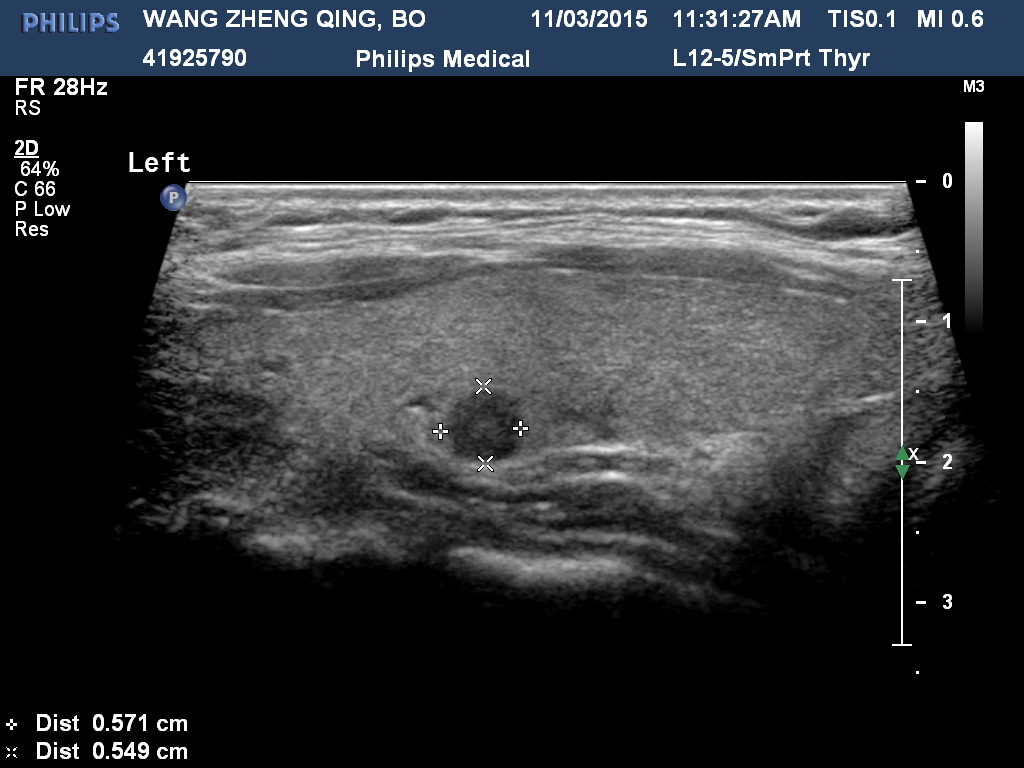 PHILIPS
WANG ZHENG QING, BO 11/03/2015 11:31:27AM TIS0.1 MI 0.6
41925790 Philips Medical L12-5/SmPrt Thyr
FR 28Hz
RS
M3
2D
64%
C 66
P Low
Res
Left
P
0
1
X
2
3
Dist 0.571 cm
Dist 0.549 cm